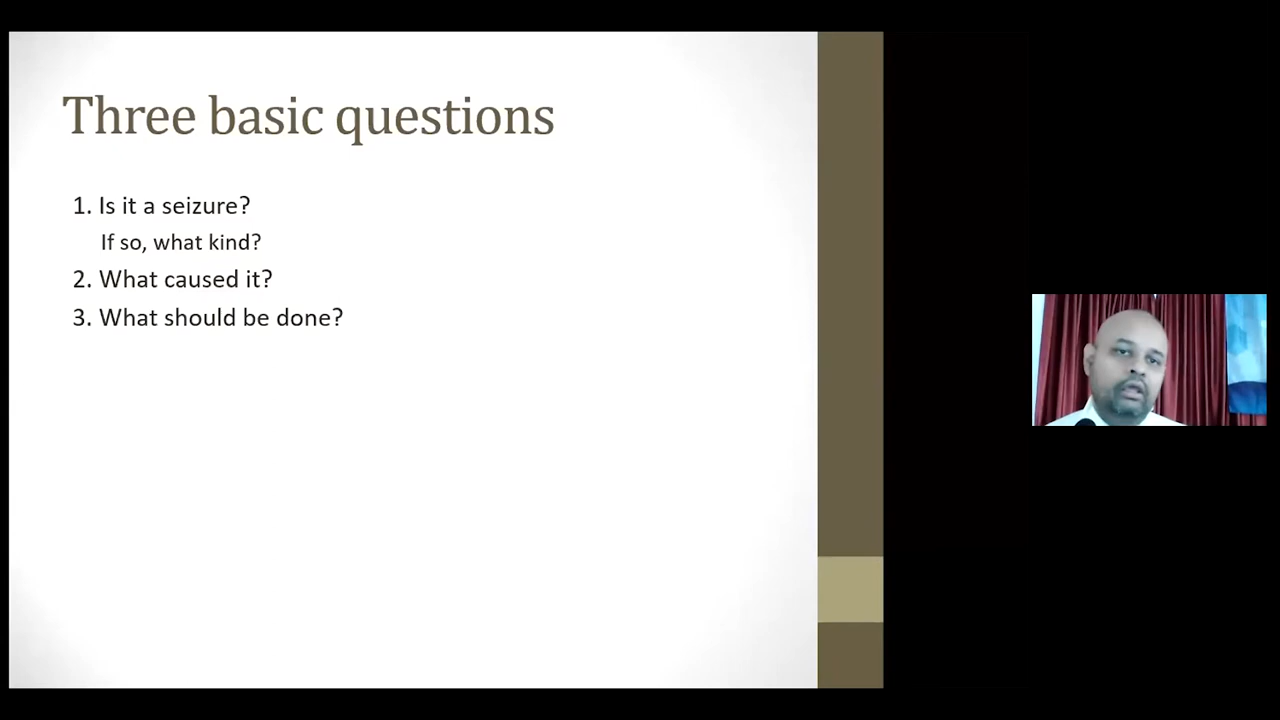 Three basic questions
1. Is it a seizure?
If so, what kind?
2. What caused it?
3. What should be done?